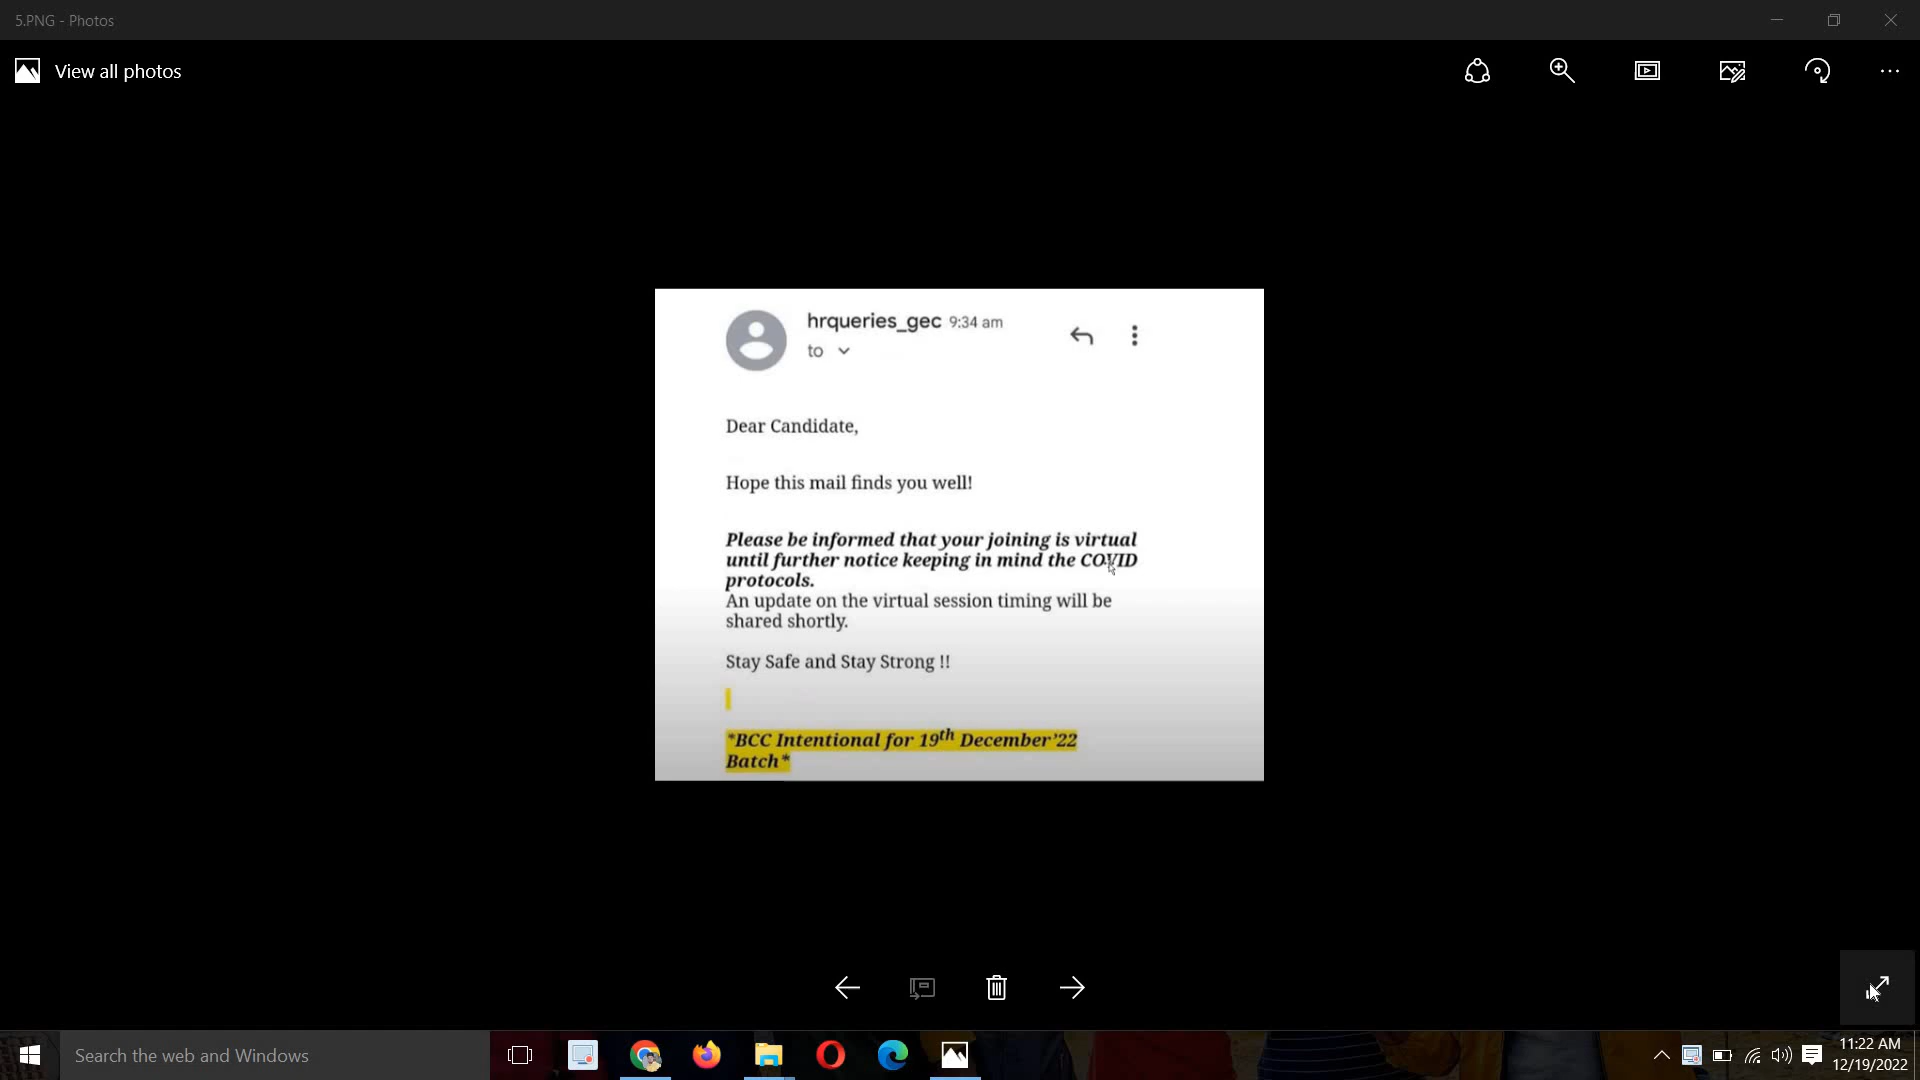 5.PNG - Photos
View all photos
hrqueries_gec 9:34 am
to
Dear Candidate,
Hope this mail finds you well!
Please be informed that your joining is virtual
until further notice keeping in mind the COVID
protocols.
An update on the virtual session timing will be
shared shortly.
Stay Safe and Stay Strong !!
*BCC Intentional for 19th December'22
Batch*
Search the web and Windows
11:22 AM
12/19/2022